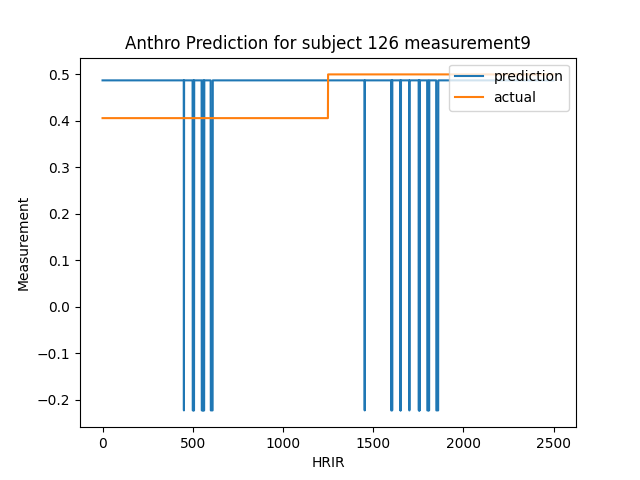 Anthro Prediction for subject 126 measurement9
prediction
actual
0.5
0.4
0.3
0.2
0.1
0.0
−0.1
−0.2
Measurement
0
500
1000
1500
2000
2500
HRIR